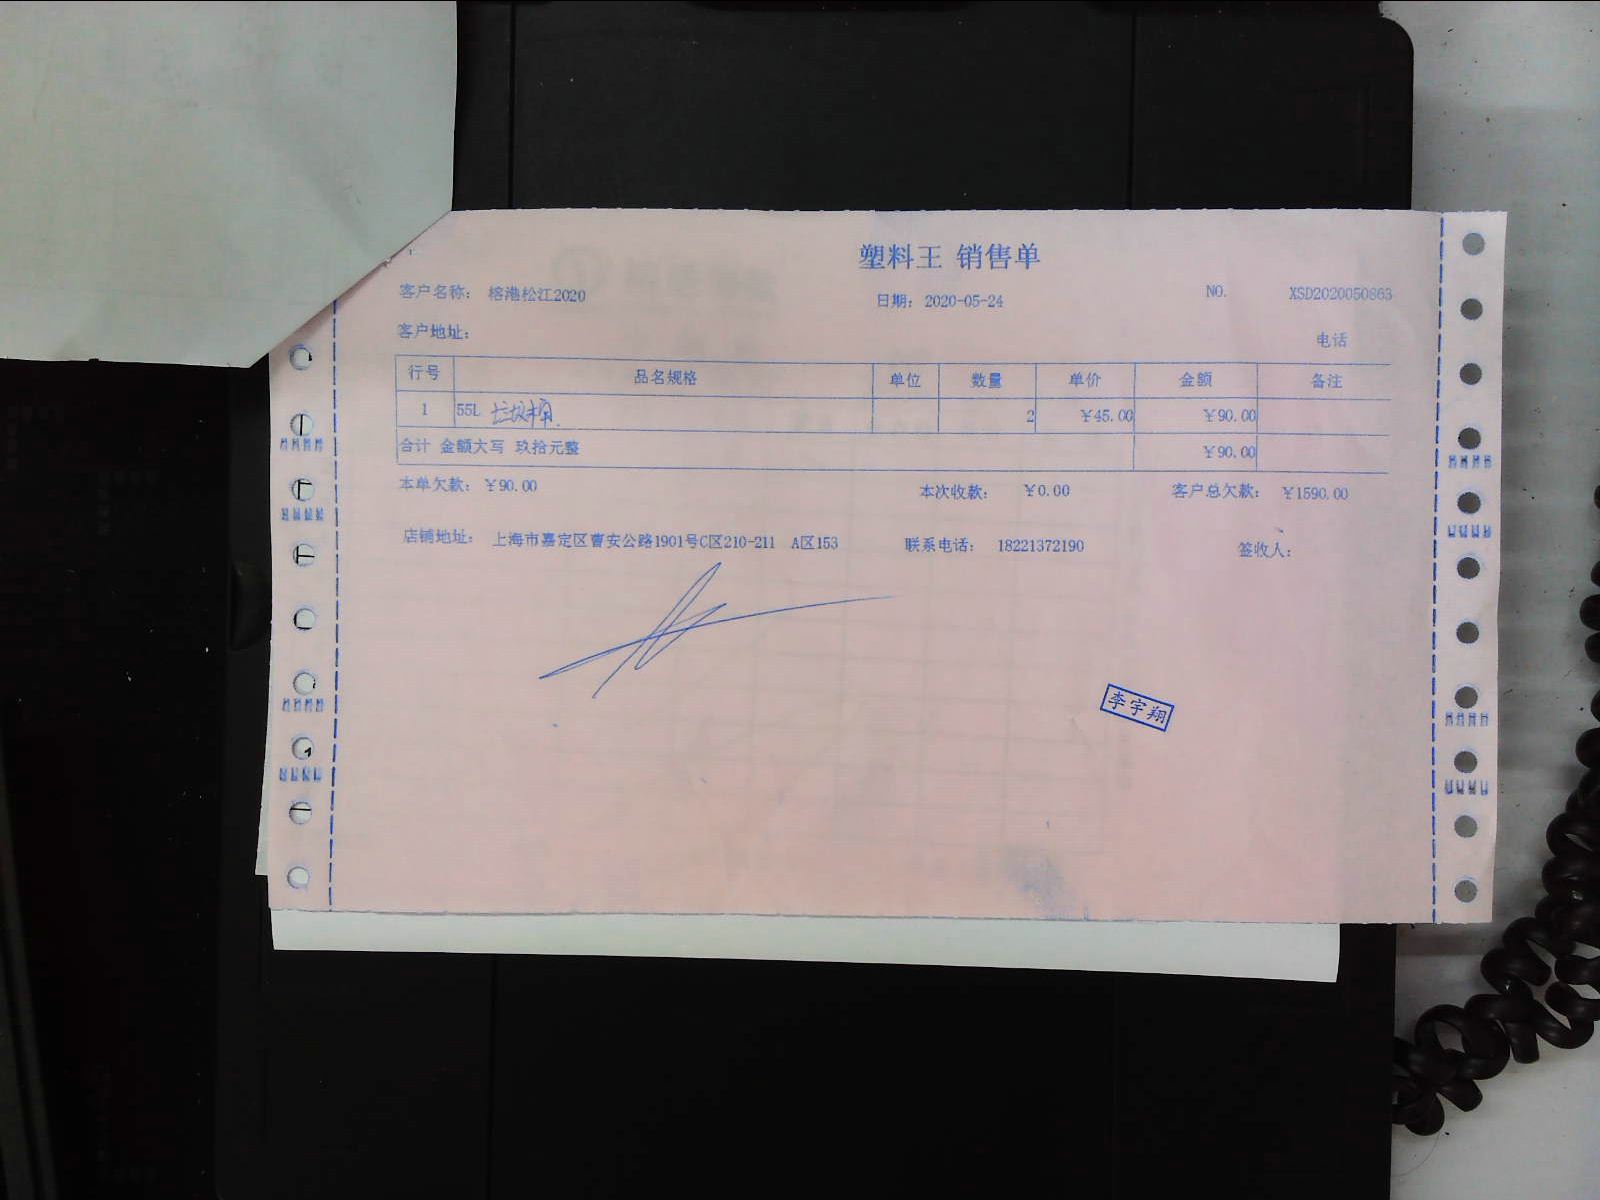 塑料王 销售单
客户名称: 榕港松江2020 日期: 2020-05-24 NO. XSD2020050863
客户地址: 电话
行号 品名规格 单位 数量 单价 金额 备注
1 55L 垃圾桶 2 ￥45.00 ￥90.00
合计 金额大写 玖拾元整 ￥90.00
本单欠款: ￥90.00 本次收款: ￥0.00 客户总欠款: ￥1590.00
店铺地址: 上海市嘉定区曹安公路1901号C区210-211 A区153 联系电话: 18221372190 签收人:
李宇翔